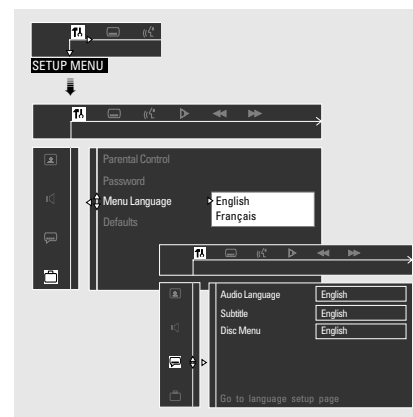 SETUP MENU
Parental Control
Password
Menu Language
English
Français
Defaults
Audio Language English
Subtitle English
Disc Menu English
Go to language setup page